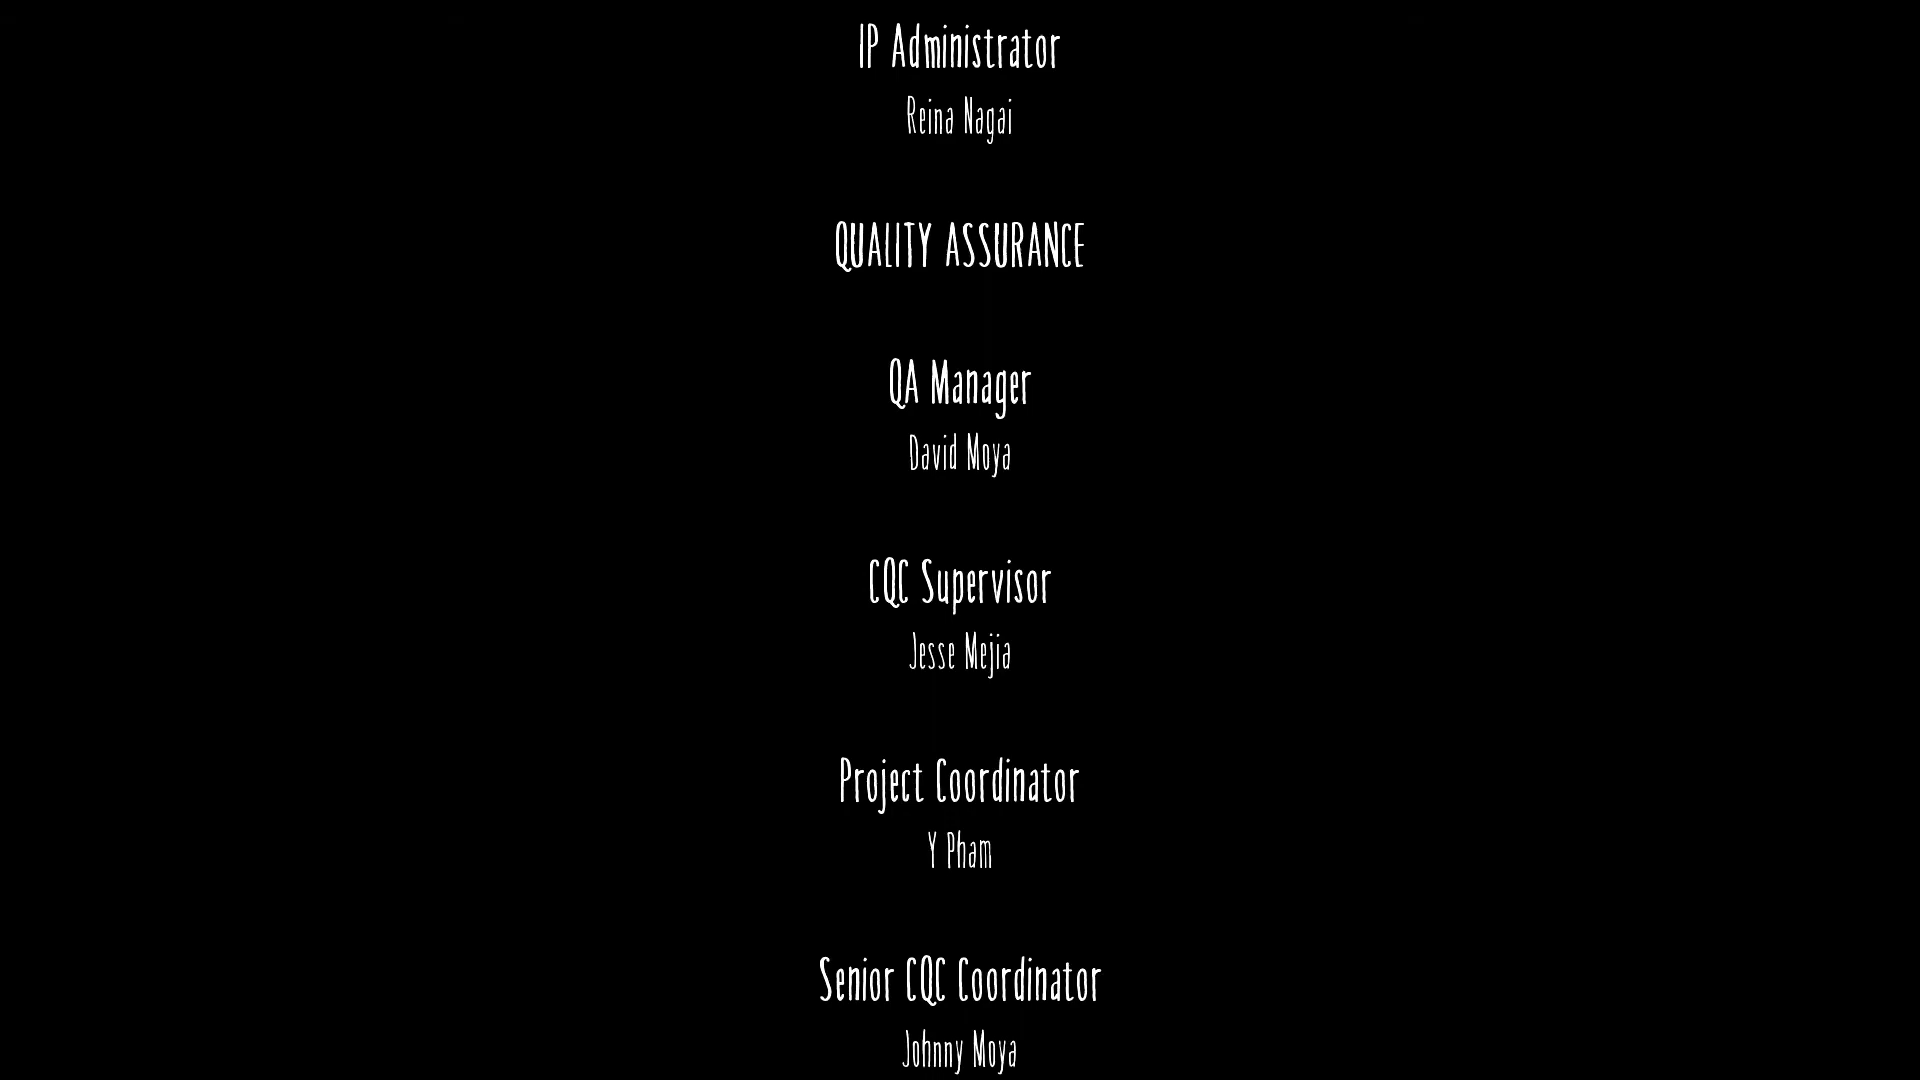 IP Administrator
Reina Nagai
QUALITY ASSURANCE
QA Manager
David Moya
CQC Supervisor
Jesse Mejia
Project Coordinator
Y Pham
Senior CQC Coordinator
Johnny Moya